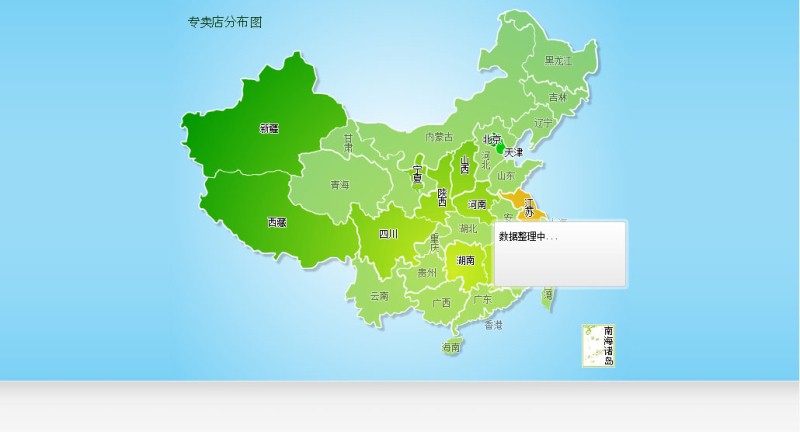 专卖店分布图
黑龙江
吉林
辽宁
新疆
内蒙古
甘肃
北京
天津
河北
山西
宁夏
山东
青海
陕西
河南
江苏
西藏
四川
湖北
安
重庆
数据整理中...
湖南
贵州
云南
广西
广东
香港
海南
南海诸岛